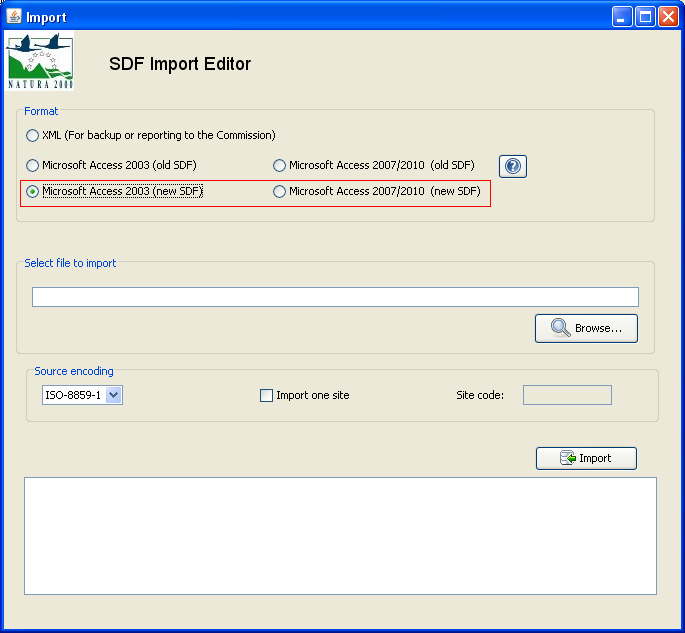 Import
NATURA 2000
SDF Import Editor
Format
XML (For backup or reporting to the Commission)
Microsoft Access 2003 (old SDF)
Microsoft Access 2007/2010 (old SDF)
?
Microsoft Access 2003 (new SDF)
Microsoft Access 2007/2010 (new SDF)
Select file to import
Browse...
Source encoding
ISO-8859-1
Import one site
Site code:
Import